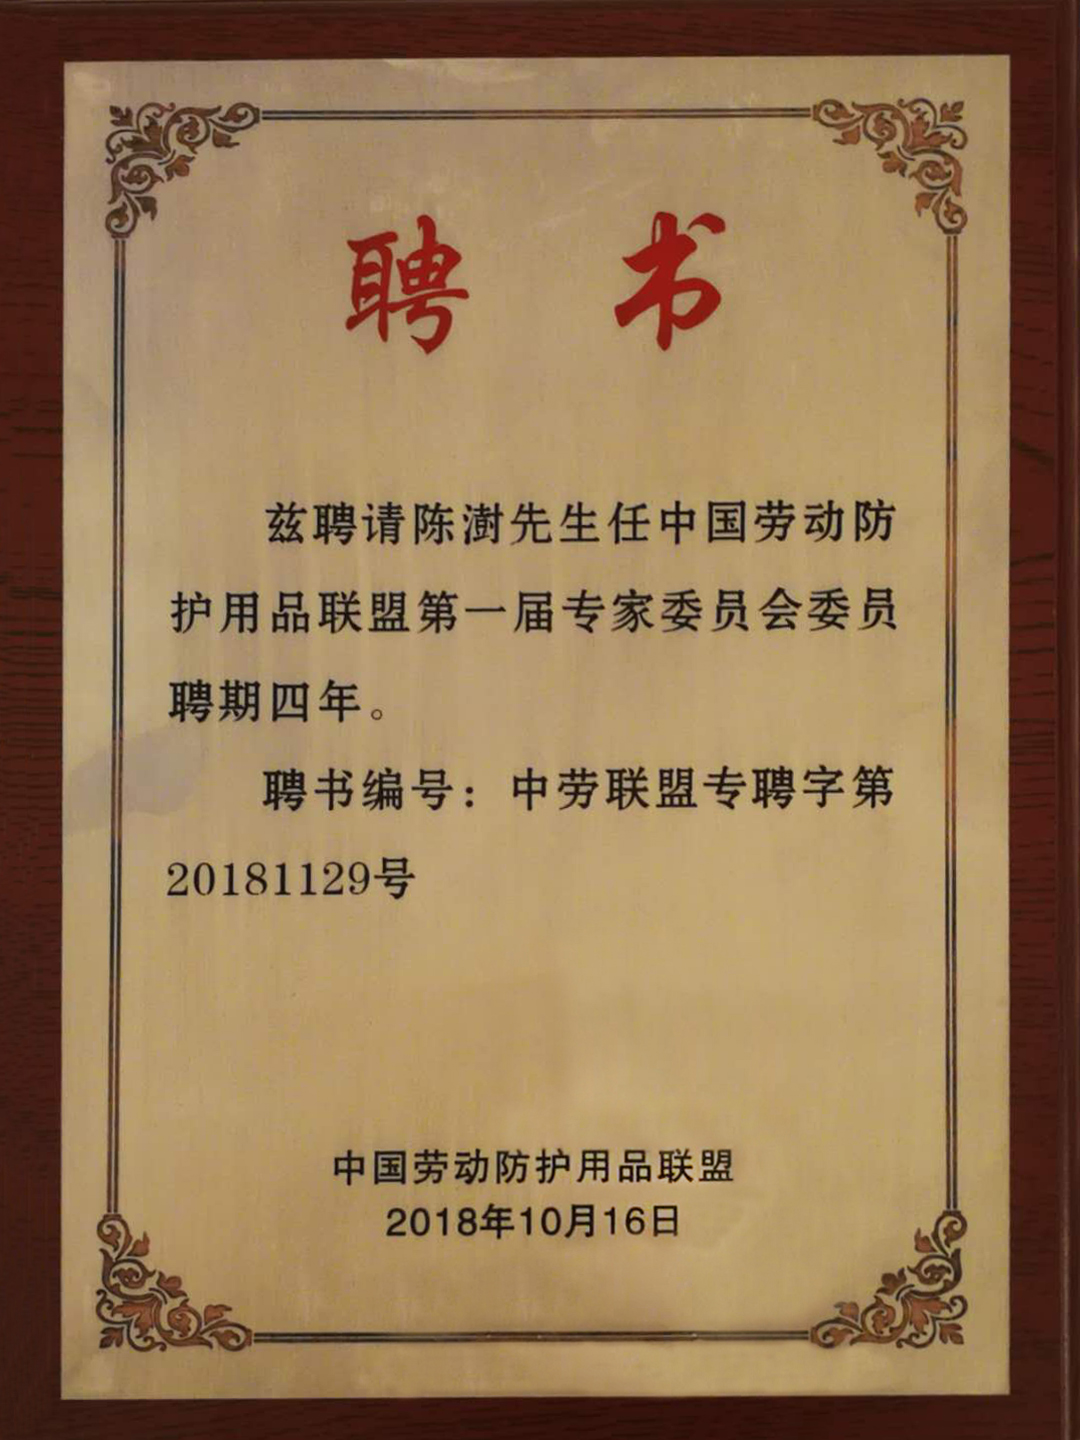 聘书
兹聘请陈澍先生任中国劳动防
护用品联盟第一届专家委员会委员
聘期四年。
聘书编号：中劳联盟专聘字第
20181129号
中国劳动防护用品联盟
2018年10月16日